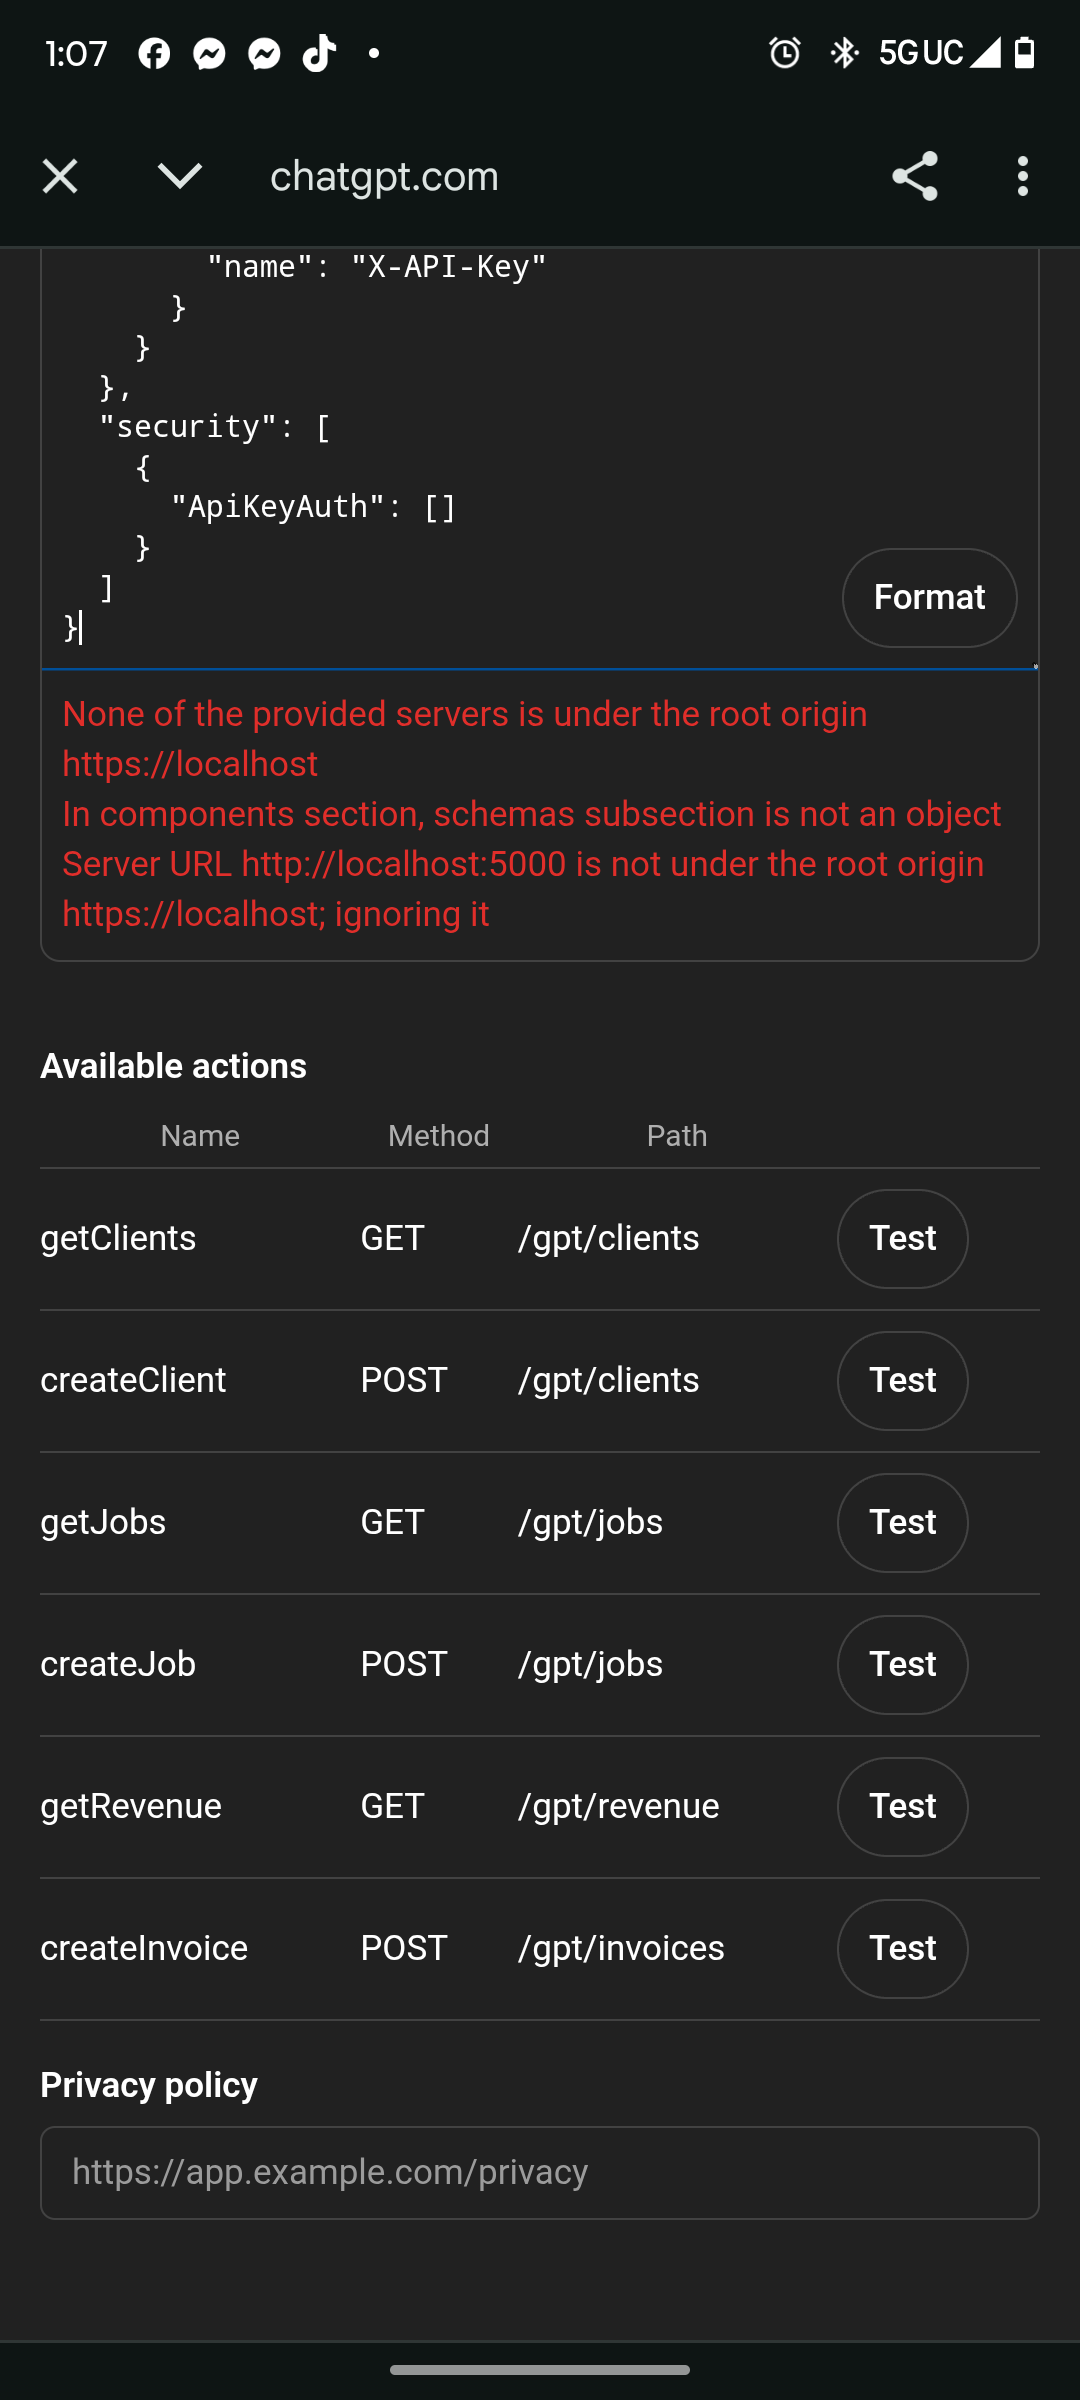 1:07
5G UC
chatgpt.com
"name": "X-API-Key"
}
}
},
"security": [
{
"ApiKeyAuth": []
}
]
}
Format
None of the provided servers is under the root origin
https://localhost
In components section, schemas subsection is not an object
Server URL http://localhost:5000 is not under the root origin
https://localhost; ignoring it
Available actions
Name Method Path
getClients GET /gpt/clients Test
createClient POST /gpt/clients Test
getJobs GET /gpt/jobs Test
createJob POST /gpt/jobs Test
getRevenue GET /gpt/revenue Test
createInvoice POST /gpt/invoices Test
Privacy policy
https://app.example.com/privacy